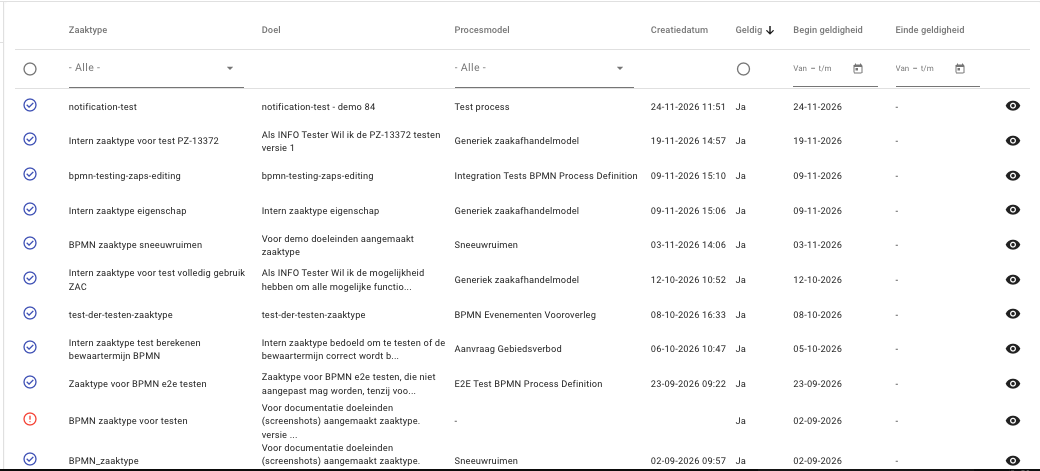 Zaaktype Doel Procesmodel Creatiedatum Geldig Begin geldigheid Einde geldigheid
- Alle - - Alle - Van – t/m Van – t/m
notification-test notification-test - demo 84 Test process 24-11-2026 11:51 Ja 24-11-2026 -
Intern zaaktype voor test PZ-13372 Als INFO Tester Wil ik de PZ-13372 testen Generiek zaakafhandelmodel 19-11-2026 14:57 Ja 19-11-2026 -
versie 1
bpmn-testing-zaps-editing bpmn-testing-zaps-editing Integration Tests BPMN Process Definition 09-11-2026 15:10 Ja 09-11-2026 -
Intern zaaktype eigenschap Intern zaaktype eigenschap Generiek zaakafhandelmodel 09-11-2026 15:06 Ja 09-11-2026 -
BPMN zaaktype sneeuwruimen Voor demo doeleinden aangemaakt Sneeuwruimen 03-11-2026 14:06 Ja 03-11-2026 -
zaaktype
Intern zaaktype voor test volledig gebruik Als INFO Tester Wil ik de mogelijkheid Generiek zaakafhandelmodel 12-10-2026 10:52 Ja 12-10-2026 -
ZAC hebben om alle mogelijke functio...
test-der-testen-zaaktype test-der-testen-zaaktype BPMN Evenementen Vooroverleg 08-10-2026 16:33 Ja 08-10-2026 -
Intern zaaktype test berekenen Intern zaaktype bedoeld om te testen of de Aanvraag Gebiedsverbod 06-10-2026 10:47 Ja 05-10-2026 -
bewaartermijn BPMN bewaartermijn correct wordt b...
Zaaktype voor BPMN e2e testen Zaaktype voor BPMN e2e testen, die niet E2E Test BPMN Process Definition 23-09-2026 09:22 Ja 23-09-2026 -
aangepast mag worden, tenzij voo...
Voor documentatie doeleinden
BPMN zaaktype voor testen (screenshots) aangemaakt zaaktype. - Ja 02-09-2026 -
versie ...
Voor documentatie doeleinden
BPMN_zaaktype (screenshots) aangemaakt zaaktype. Sneeuwruimen 02-09-2026 09:57 Ja 02-09-2026 -